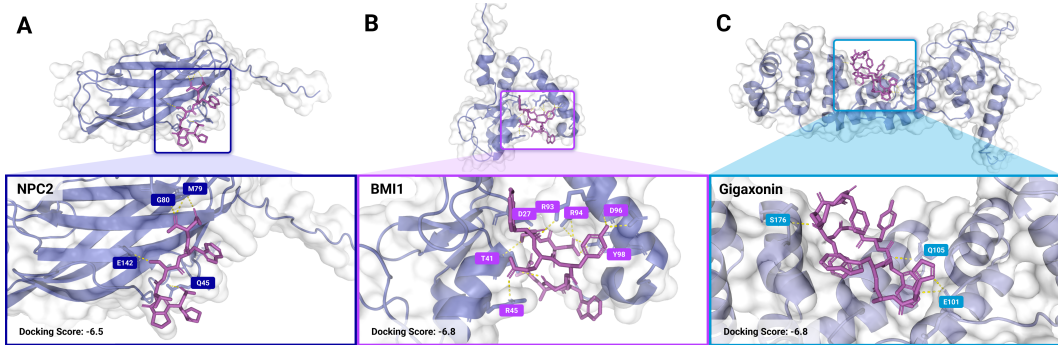 A
B
C
NPC2
M79
G80
E142
Q45
Docking Score: -6.5
BMI1
R93
D27
R94
D96
T41
Y98
R45
Docking Score: -6.8
Gigaxonin
S176
Q105
E101
Docking Score: -6.8